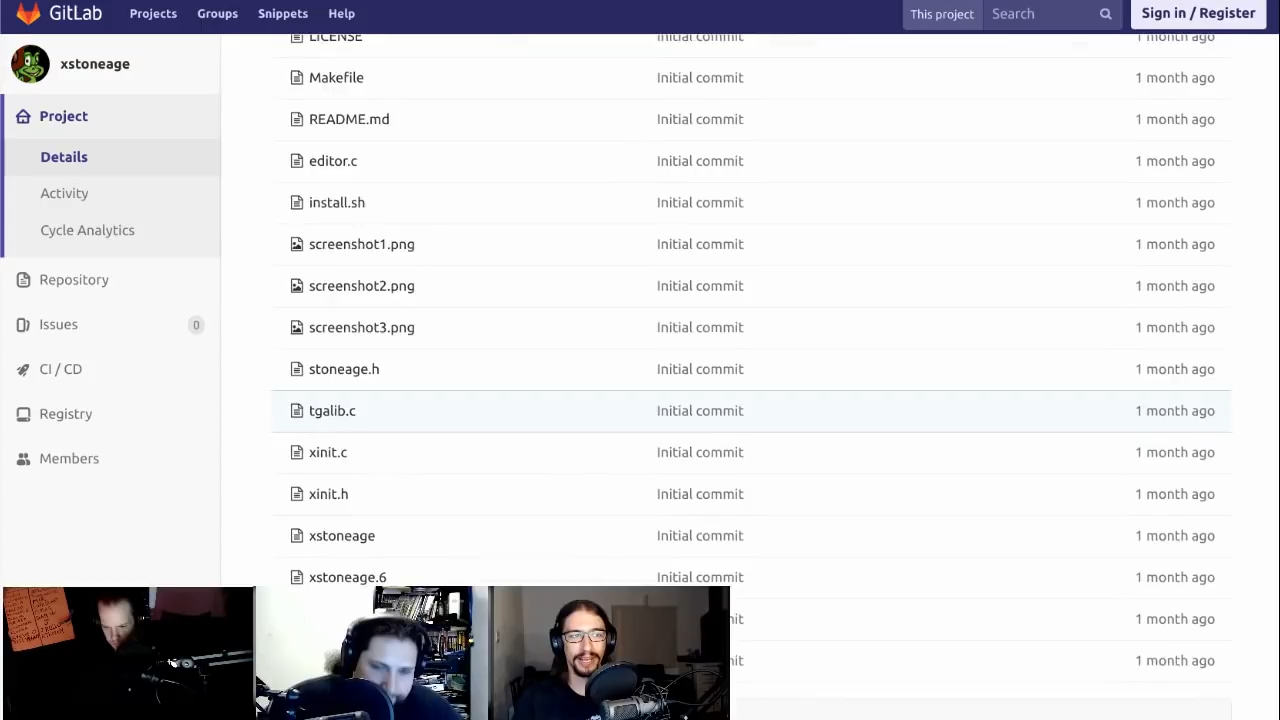 GitLab Projects Groups Snippets Help This project Search Sign in / Register
xstoneage
Project
Details
Activity
Cycle Analytics
Repository
Issues 0
CI / CD
Registry
Members
LICENSE Initial commit 1 month ago
Makefile Initial commit 1 month ago
README.md Initial commit 1 month ago
editor.c Initial commit 1 month ago
install.sh Initial commit 1 month ago
screenshot1.png Initial commit 1 month ago
screenshot2.png Initial commit 1 month ago
screenshot3.png Initial commit 1 month ago
stoneage.h Initial commit 1 month ago
tgalib.c Initial commit 1 month ago
xinit.c Initial commit 1 month ago
xinit.h Initial commit 1 month ago
xstoneage Initial commit 1 month ago
xstoneage.6 Initial commit 1 month ago
1 month ago
1 month ago